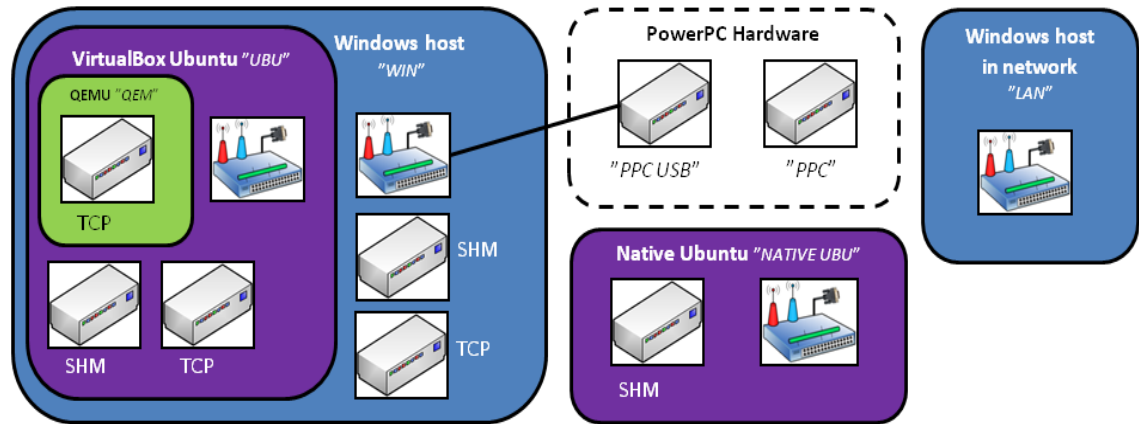 VirtualBox Ubuntu "UBU"
QEMU "QEM"
TCP
SHM
TCP
Windows host
"WIN"
SHM
TCP
PowerPC Hardware
"PPC USB"
"PPC"
Native Ubuntu "NATIVE UBU"
SHM
Windows host
in network
"LAN"